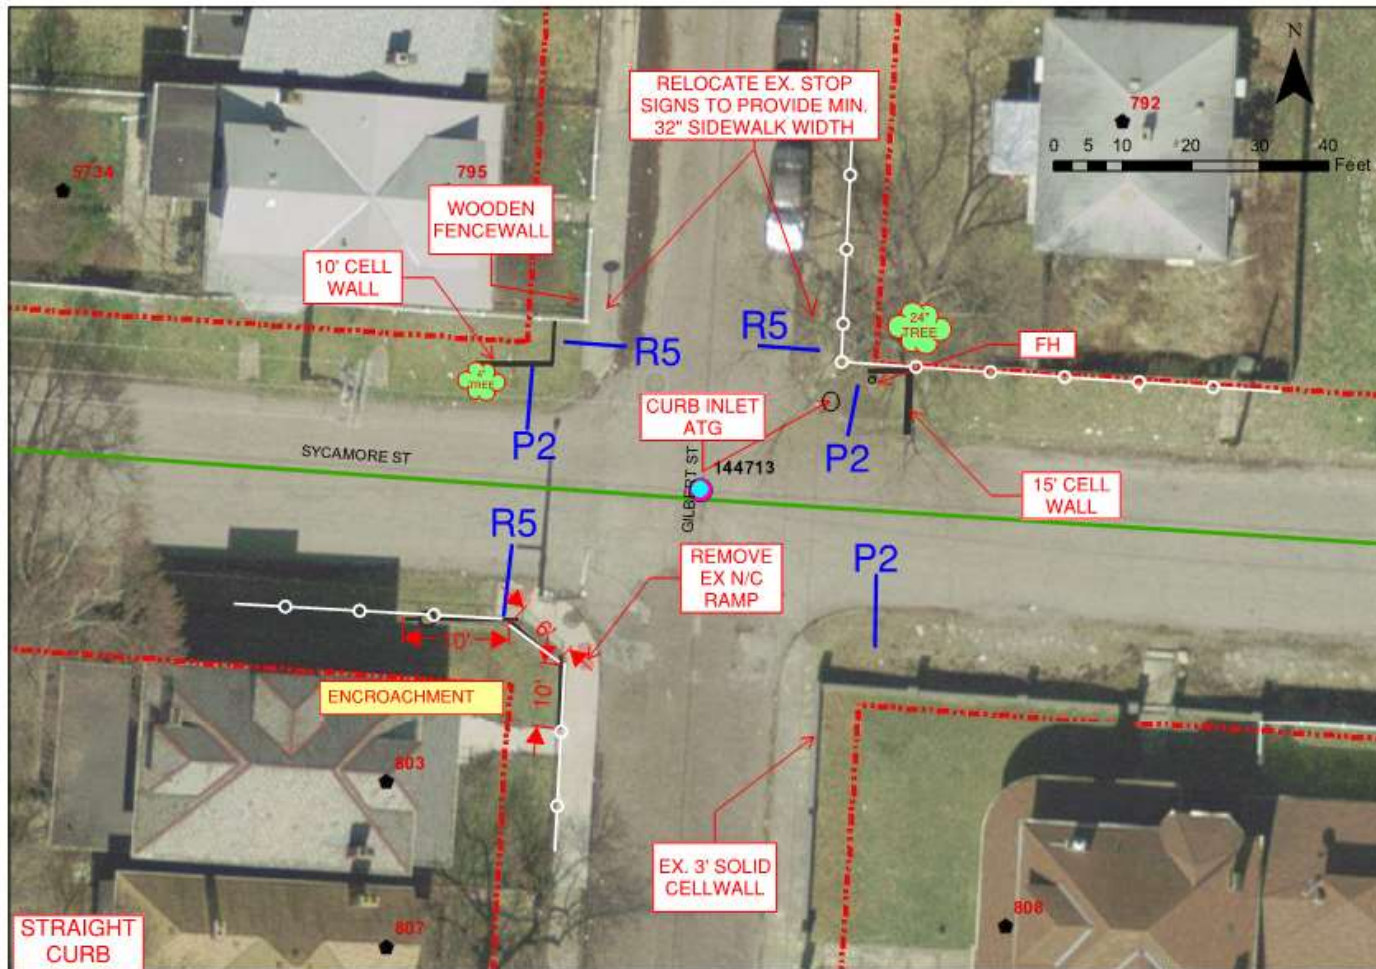 N
RELOCATE EX. STOP
SIGNS TO PROVIDE MIN.
32" SIDEWALK WIDTH
792
0 5 10 20 30 40
Feet
5734
795
WOODEN
FENCEWALL
10' CELL
WALL
24"
TREE
R5
R5
FH
TREE
CURB INLET
ATG
P2
P2
SYCAMORE ST
GILBERT ST
144713
15' CELL
WALL
R5
REMOVE
EX N/C
RAMP
P2
10'
6'
10'
ENCROACHMENT
803
EX. 3' SOLID
CELLWALL
808
807
STRAIGHT
CURB